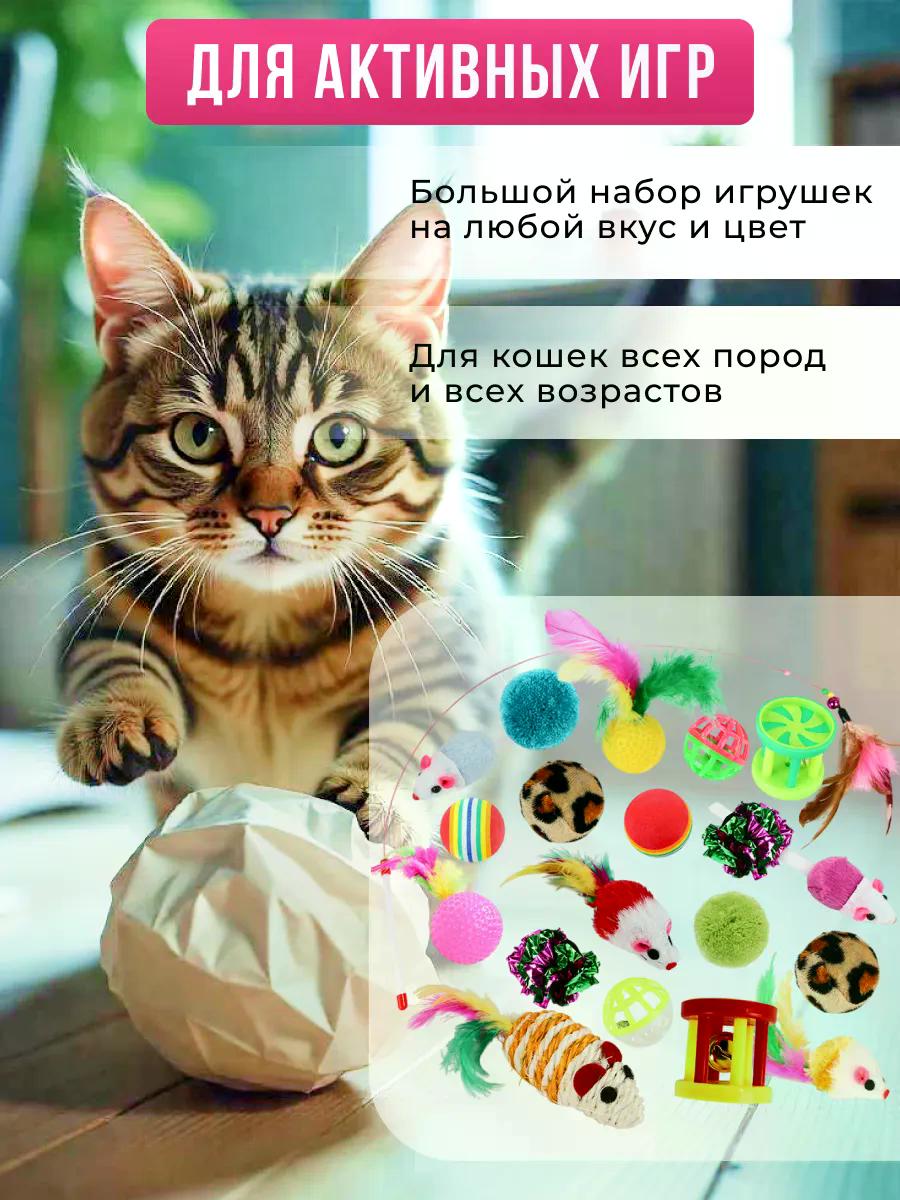 ДЛЯ АКТИВНЫХ ИГР
Большой набор игрушек
на любой вкус и цвет
Для кошек всех пород
и всех возрастов